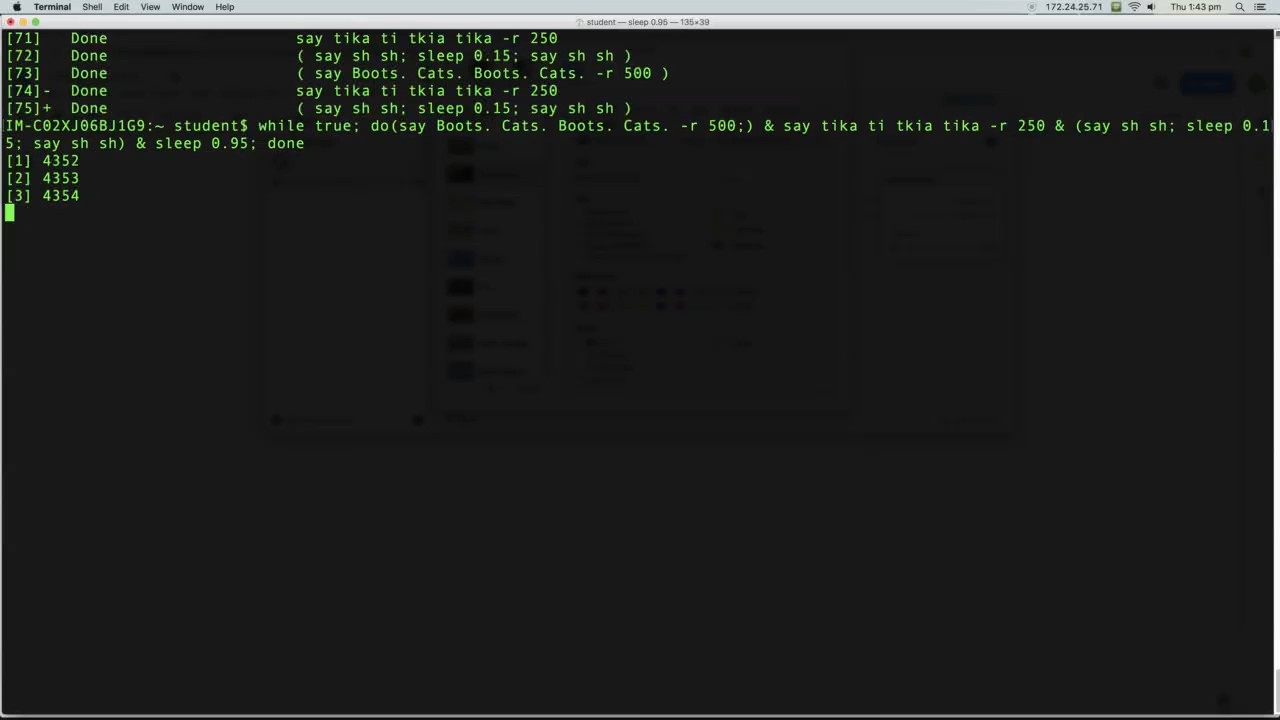 Terminal Shell Edit View Window Help 172.24.25.71 Thu 1:43 pm
student — sleep 0.95 — 135×39
[71]   Done                    say tika ti tkia tika -r 250
[72]   Done                    ( say sh sh; sleep 0.15; say sh sh )
[73]   Done                    ( say Boots. Cats. Boots. Cats. -r 500 )
[74]-  Done                    say tika ti tkia tika -r 250
[75]+  Done                    ( say sh sh; sleep 0.15; say sh sh )
IM-C02XJ06BJ1G9:~ student$ while true; do(say Boots. Cats. Boots. Cats. -r 500;) & say tika ti tkia tika -r 250 & (say sh sh; sleep 0.1
5; say sh sh) & sleep 0.95; done
[1] 4352
[2] 4353
[3] 4354